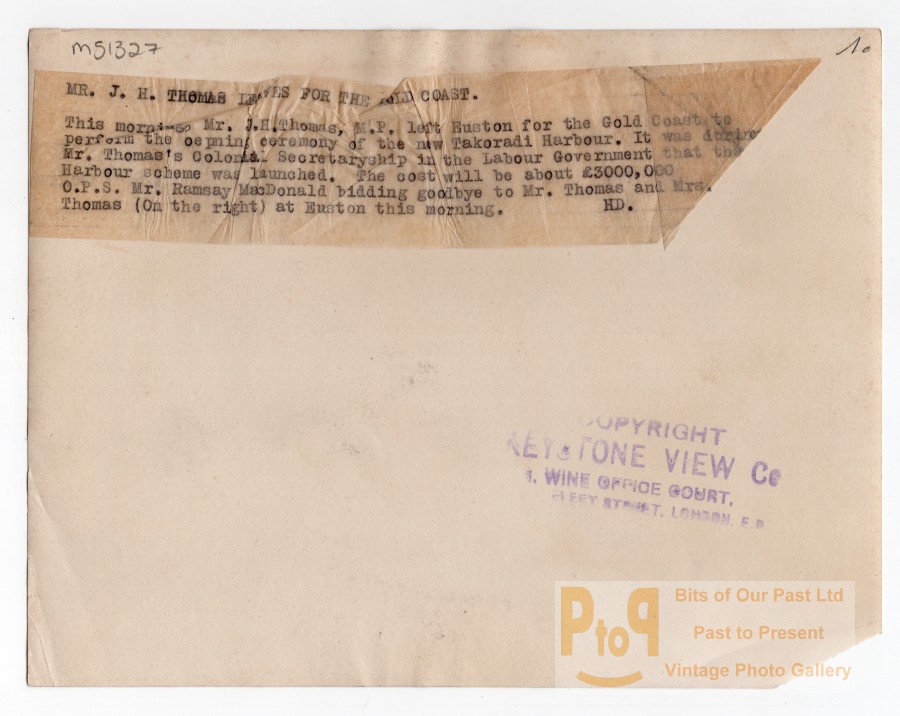 M51327
10
MR. J. H. THOMAS LEAVES FOR THE GOLD COAST.
This morning, Mr. J.H.Thomas, M.P. left Euston for the Gold Coast to
perform the oepning ceremony of the new Takoradi Harbour. It was during
Mr. Thomas's Colonial Secretaryship in the Labour Government that the
Harbour scheme was launched. The cost will be about £3000,000
O.P.S. Mr. Ramsay MacDonald bidding goodbye to Mr. Thomas and Mrs.
Thomas (On the right) at Euston this morning. HD.
COPYRIGHT
KEYSTONE VIEW Co
WINE OFFICE COURT,
FLEET STREET, LONDON, E.
PtoP
Bits of Our Past Ltd
Past to Present
Vintage Photo Gallery